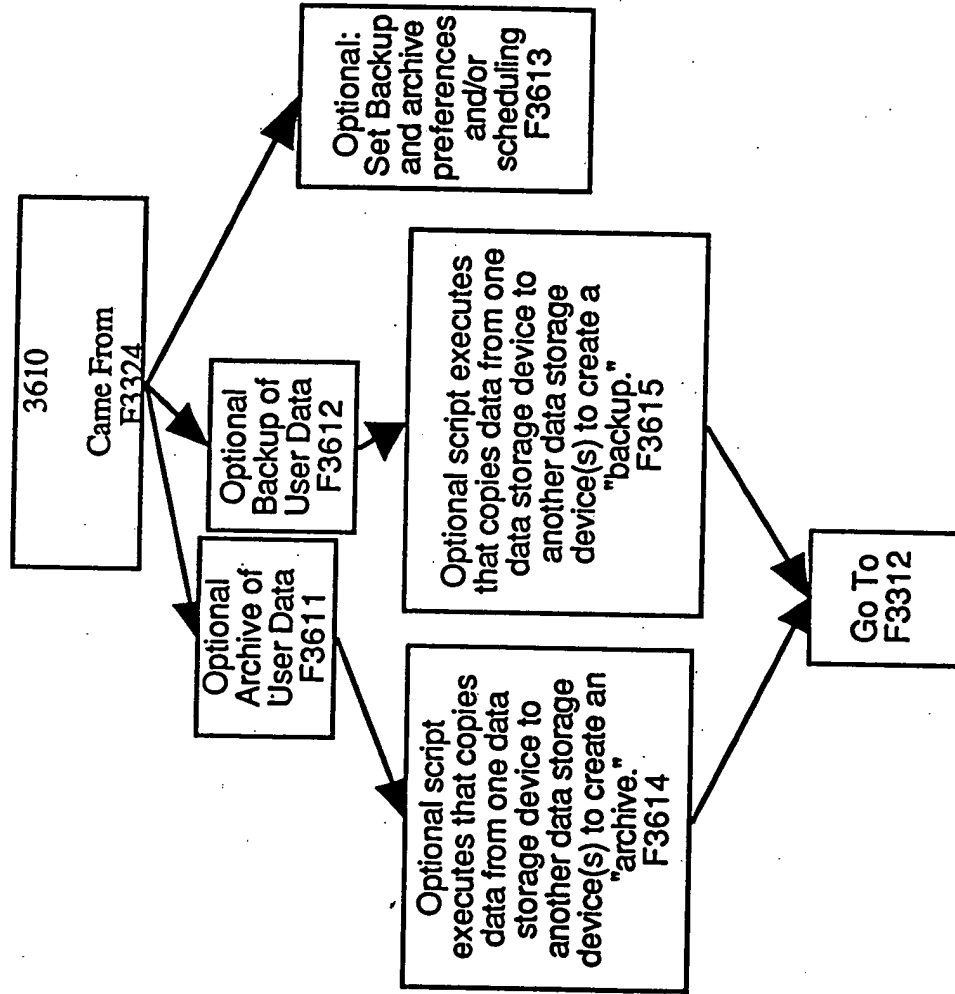 3610
Came From
F3324
Optional
Archive of
User Data
F3611
Optional
Backup of
User Data
F3612
Optional:
Set Backup
and archive
preferences
and/or
scheduling
F3613
Optional script
executes that copies
data from one data
storage device to
another data storage
device(s) to create an
"archive."
F3614
Optional script executes
that copies data from one
data storage device to
another data storage
device(s) to create a
"backup."
F3615
Go To
F3312